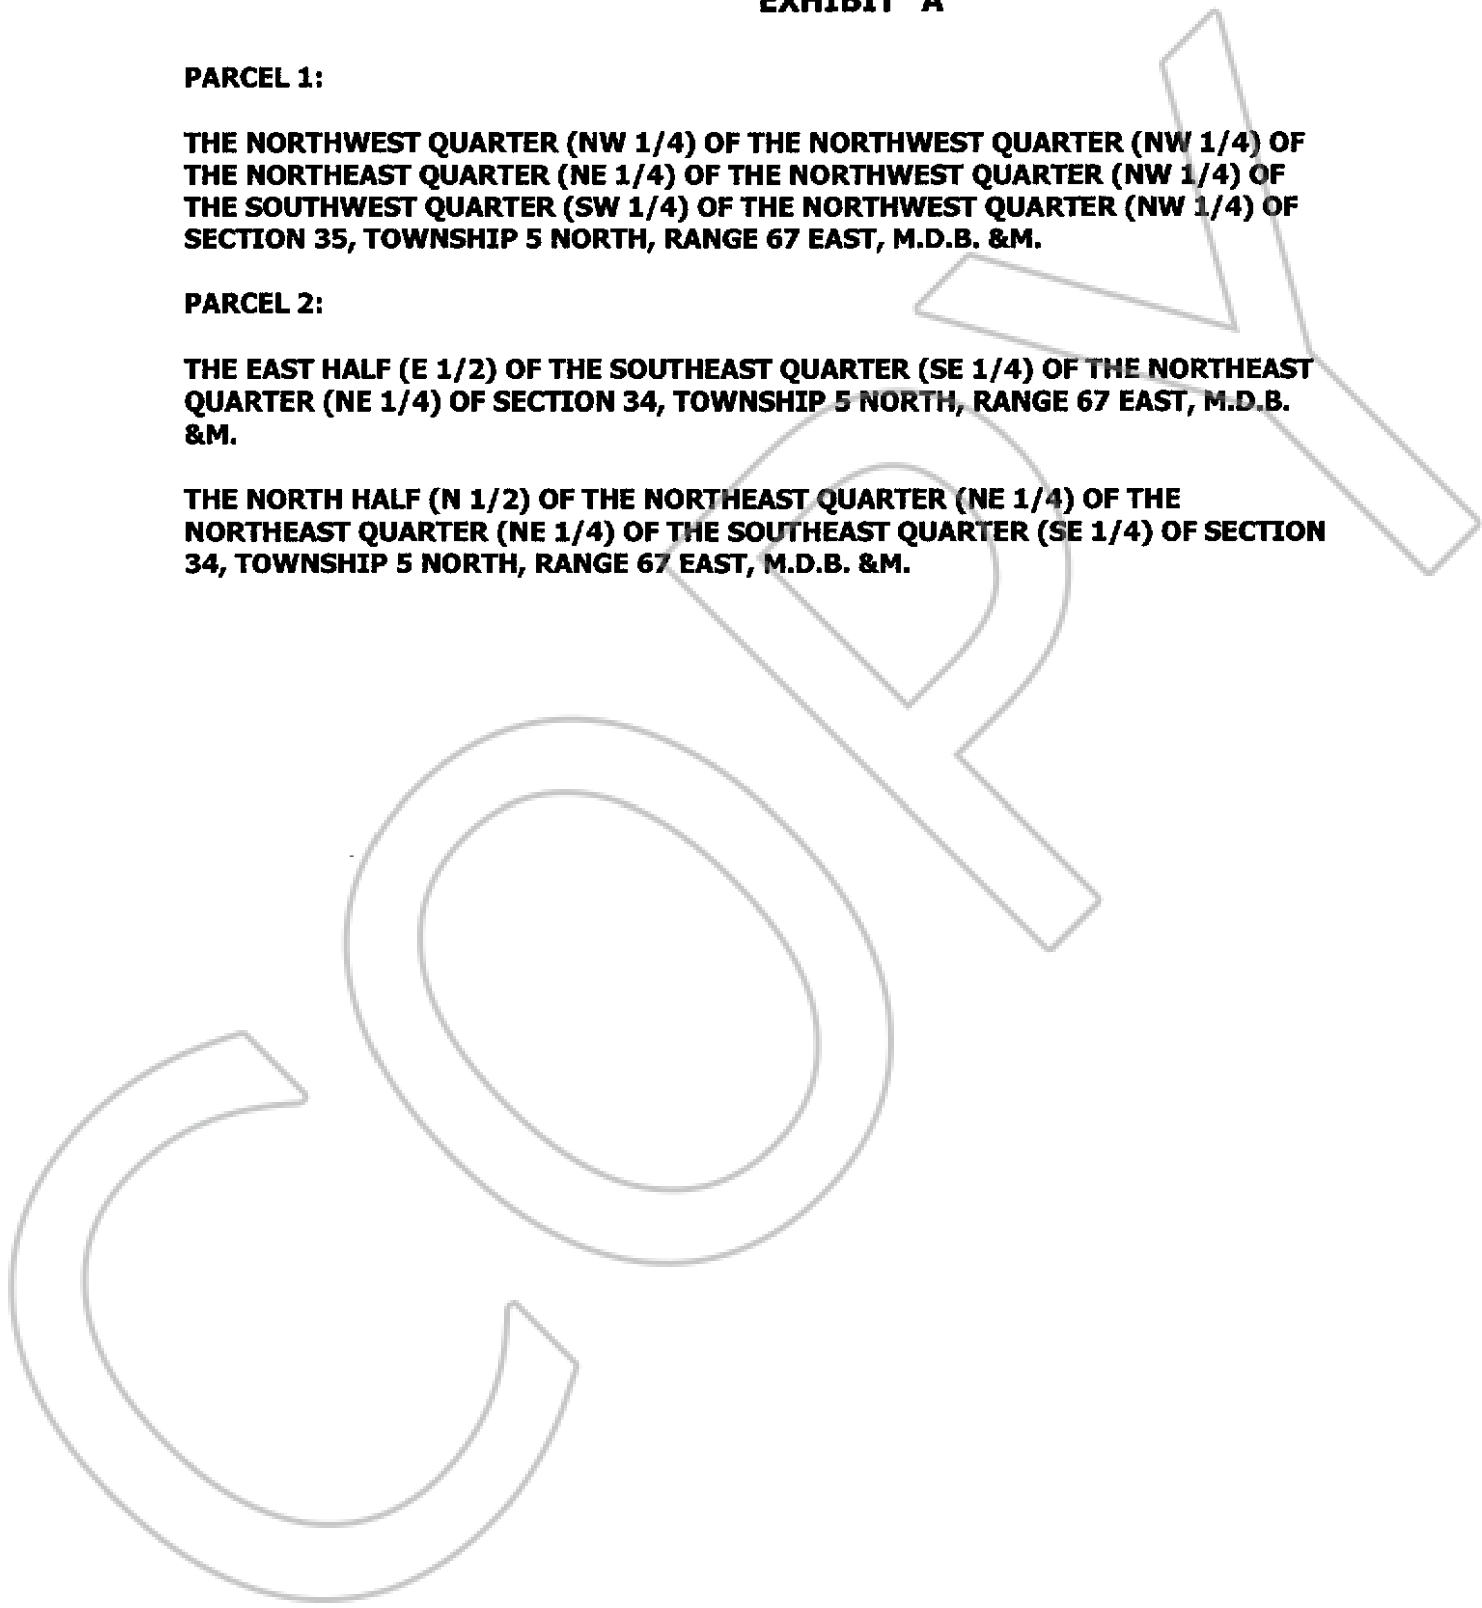 EXHIBIT "A"
PARCEL 1:
THE NORTHWEST QUARTER (NW 1/4) OF THE NORTHWEST QUARTER (NW 1/4) OF
THE NORTHEAST QUARTER (NE 1/4) OF THE NORTHWEST QUARTER (NW 1/4) OF
THE SOUTHWEST QUARTER (SW 1/4) OF THE NORTHWEST QUARTER (NW 1/4) OF
SECTION 35, TOWNSHIP 5 NORTH, RANGE 67 EAST, M.D.B. &M.
PARCEL 2:
THE EAST HALF (E 1/2) OF THE SOUTHEAST QUARTER (SE 1/4) OF THE NORTHEAST
QUARTER (NE 1/4) OF SECTION 34, TOWNSHIP 5 NORTH, RANGE 67 EAST, M.D.B.
&M.
THE NORTH HALF (N 1/2) OF THE NORTHEAST QUARTER (NE 1/4) OF THE
NORTHEAST QUARTER (NE 1/4) OF THE SOUTHEAST QUARTER (SE 1/4) OF SECTION
34, TOWNSHIP 5 NORTH, RANGE 67 EAST, M.D.B. &M.
COPY